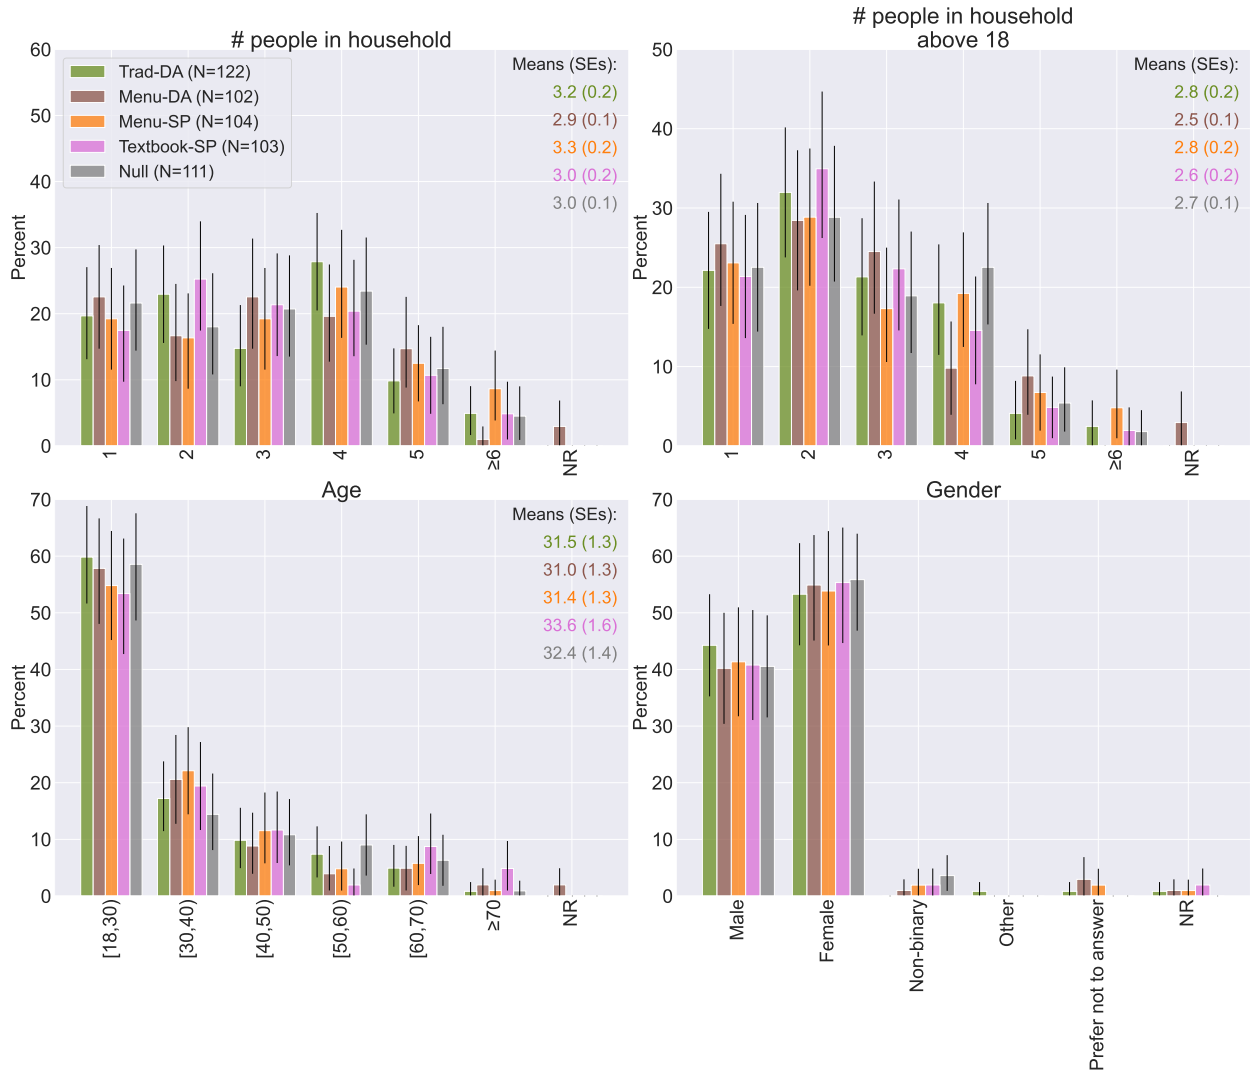 # people in household
60
50
40
30
20
10
0
Percent
Trad-DA (N=122)
Menu-DA (N=102)
Menu-SP (N=104)
Textbook-SP (N=103)
Null (N=111)
Means (SEs):
3.2 (0.2)
2.9 (0.1)
3.3 (0.2)
3.0 (0.2)
3.0 (0.1)
1
2
3
4
5
≥6
NR
# people in household
above 18
50
40
30
20
10
0
Percent
Means (SEs):
2.8 (0.2)
2.5 (0.1)
2.8 (0.2)
2.6 (0.2)
2.7 (0.1)
1
2
3
4
5
≥6
NR
Age
70
60
50
40
30
20
10
0
Percent
Means (SEs):
31.5 (1.3)
31.0 (1.3)
31.4 (1.3)
33.6 (1.6)
32.4 (1.4)
[18,30)
[30,40)
[40,50)
[50,60)
[60,70)
≥70
NR
Gender
70
60
50
40
30
20
10
0
Percent
Male
Female
Non-binary
Other
Prefer not to answer
NR